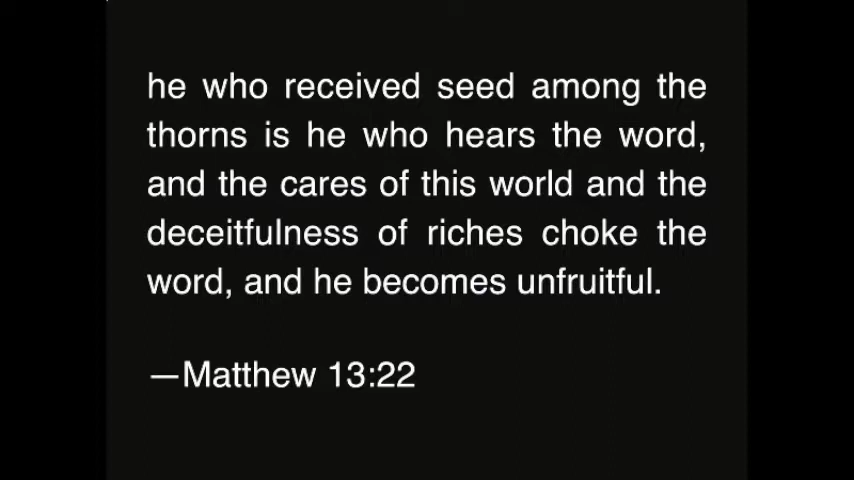 he who received seed among the
thorns is he who hears the word,
and the cares of this world and the
deceitfulness of riches choke the
word, and he becomes unfruitful.
—Matthew 13:22